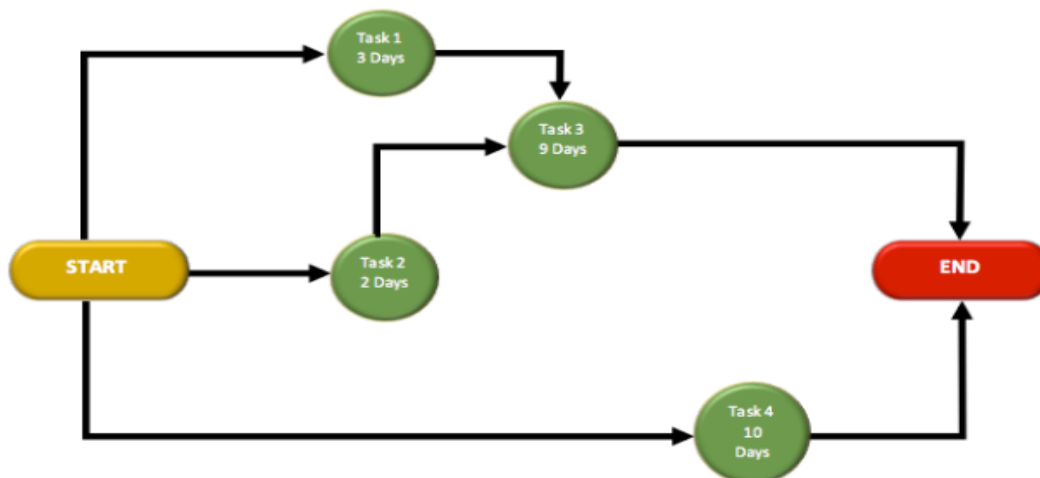 Task 1
3 Days
Task 3
9 Days
START
Task 2
2 Days
END
Task 4
10
Days